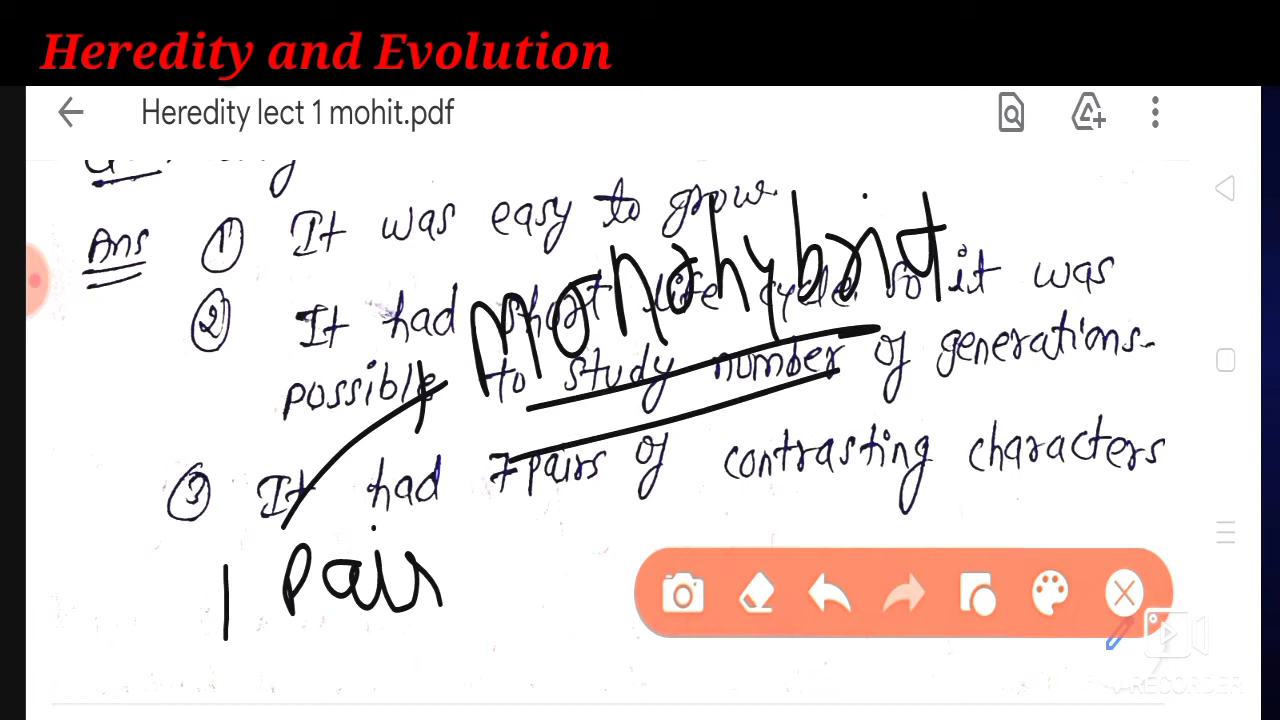 Heredity and Evolution
Heredity lect 1 mohit.pdf
Ans ① It was easy to grow.
② It had short life cycle. So it was
possible to study number of generations.
monohybrid
③ It had 7 pairs of contrasting characters
1 pair
RECORDER